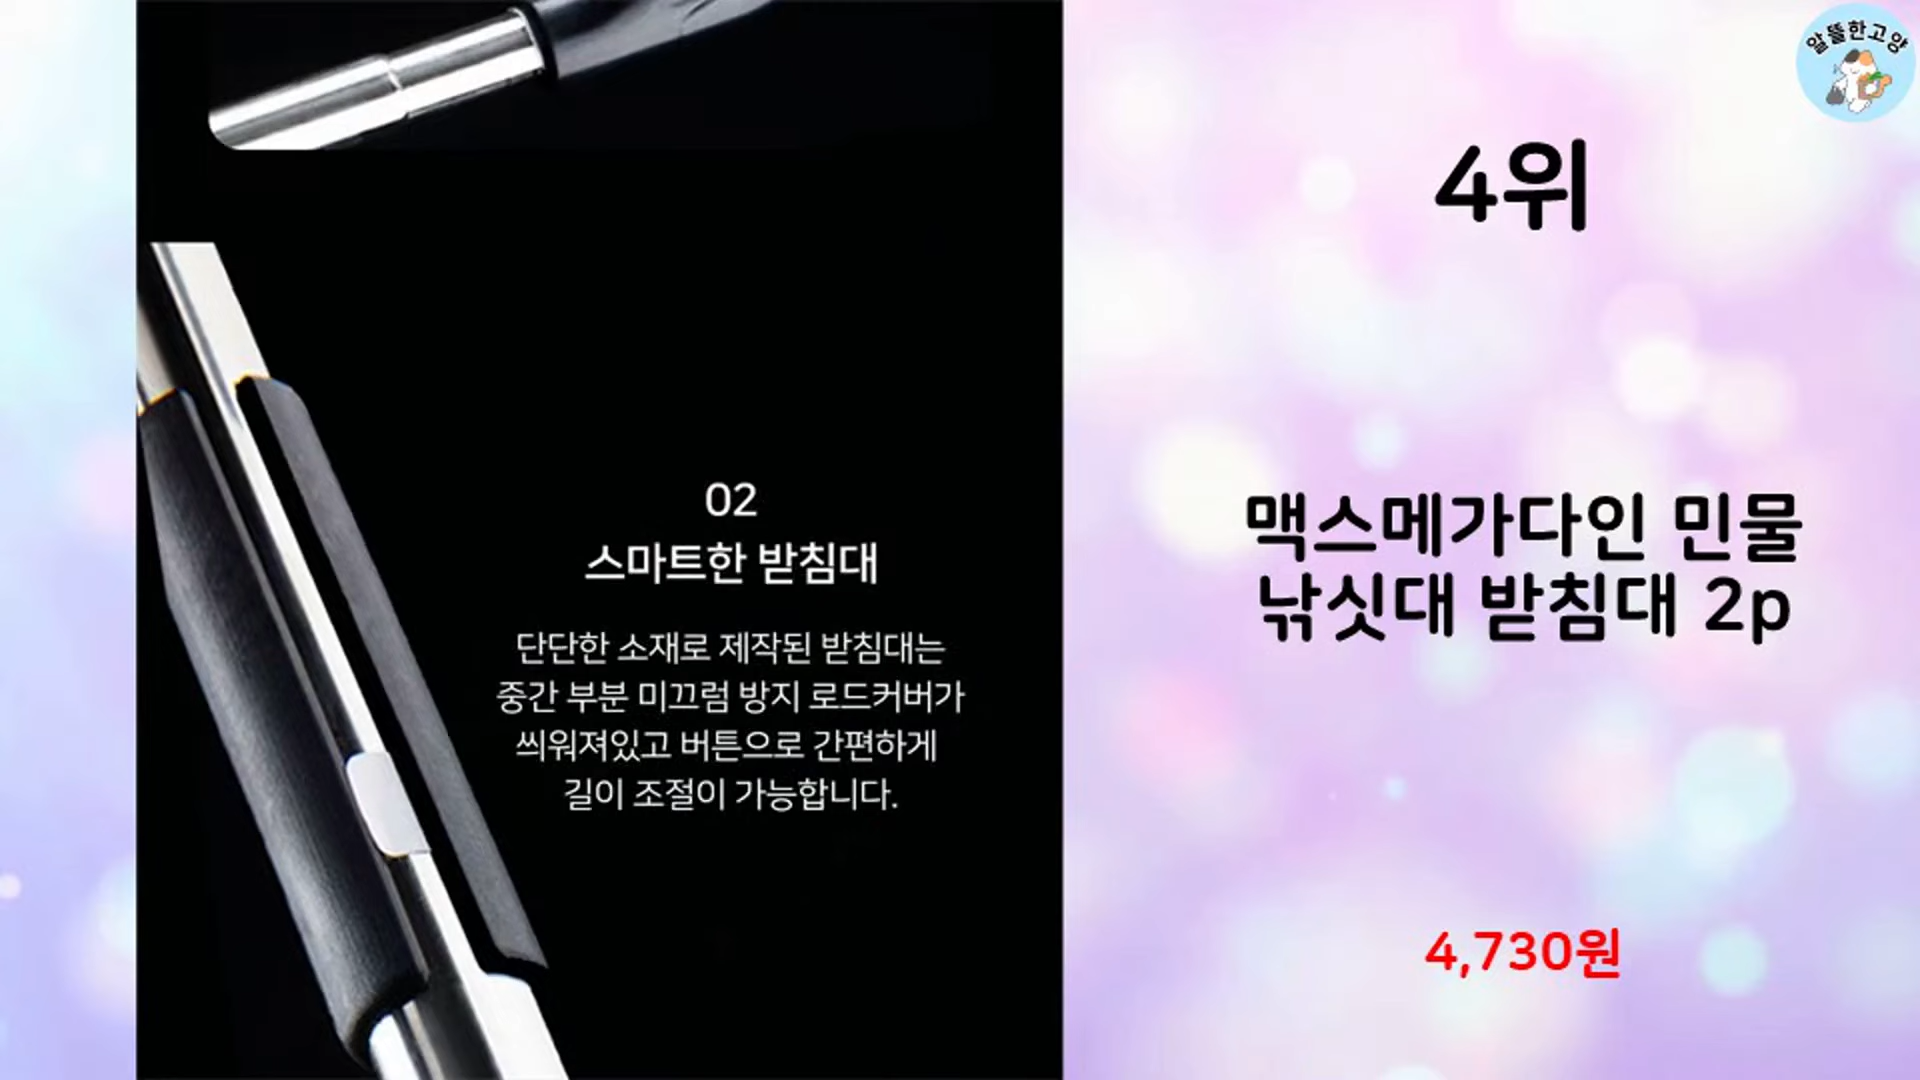 알뜰한고양
4위
02
스마트한 받침대
단단한 소재로 제작된 받침대는
중간 부분 미끄럼 방지 로드커버가
씌워져있고 버튼으로 간편하게
길이 조절이 가능합니다.
맥스메가다인 민물
낚싯대 받침대 2p
4,730원